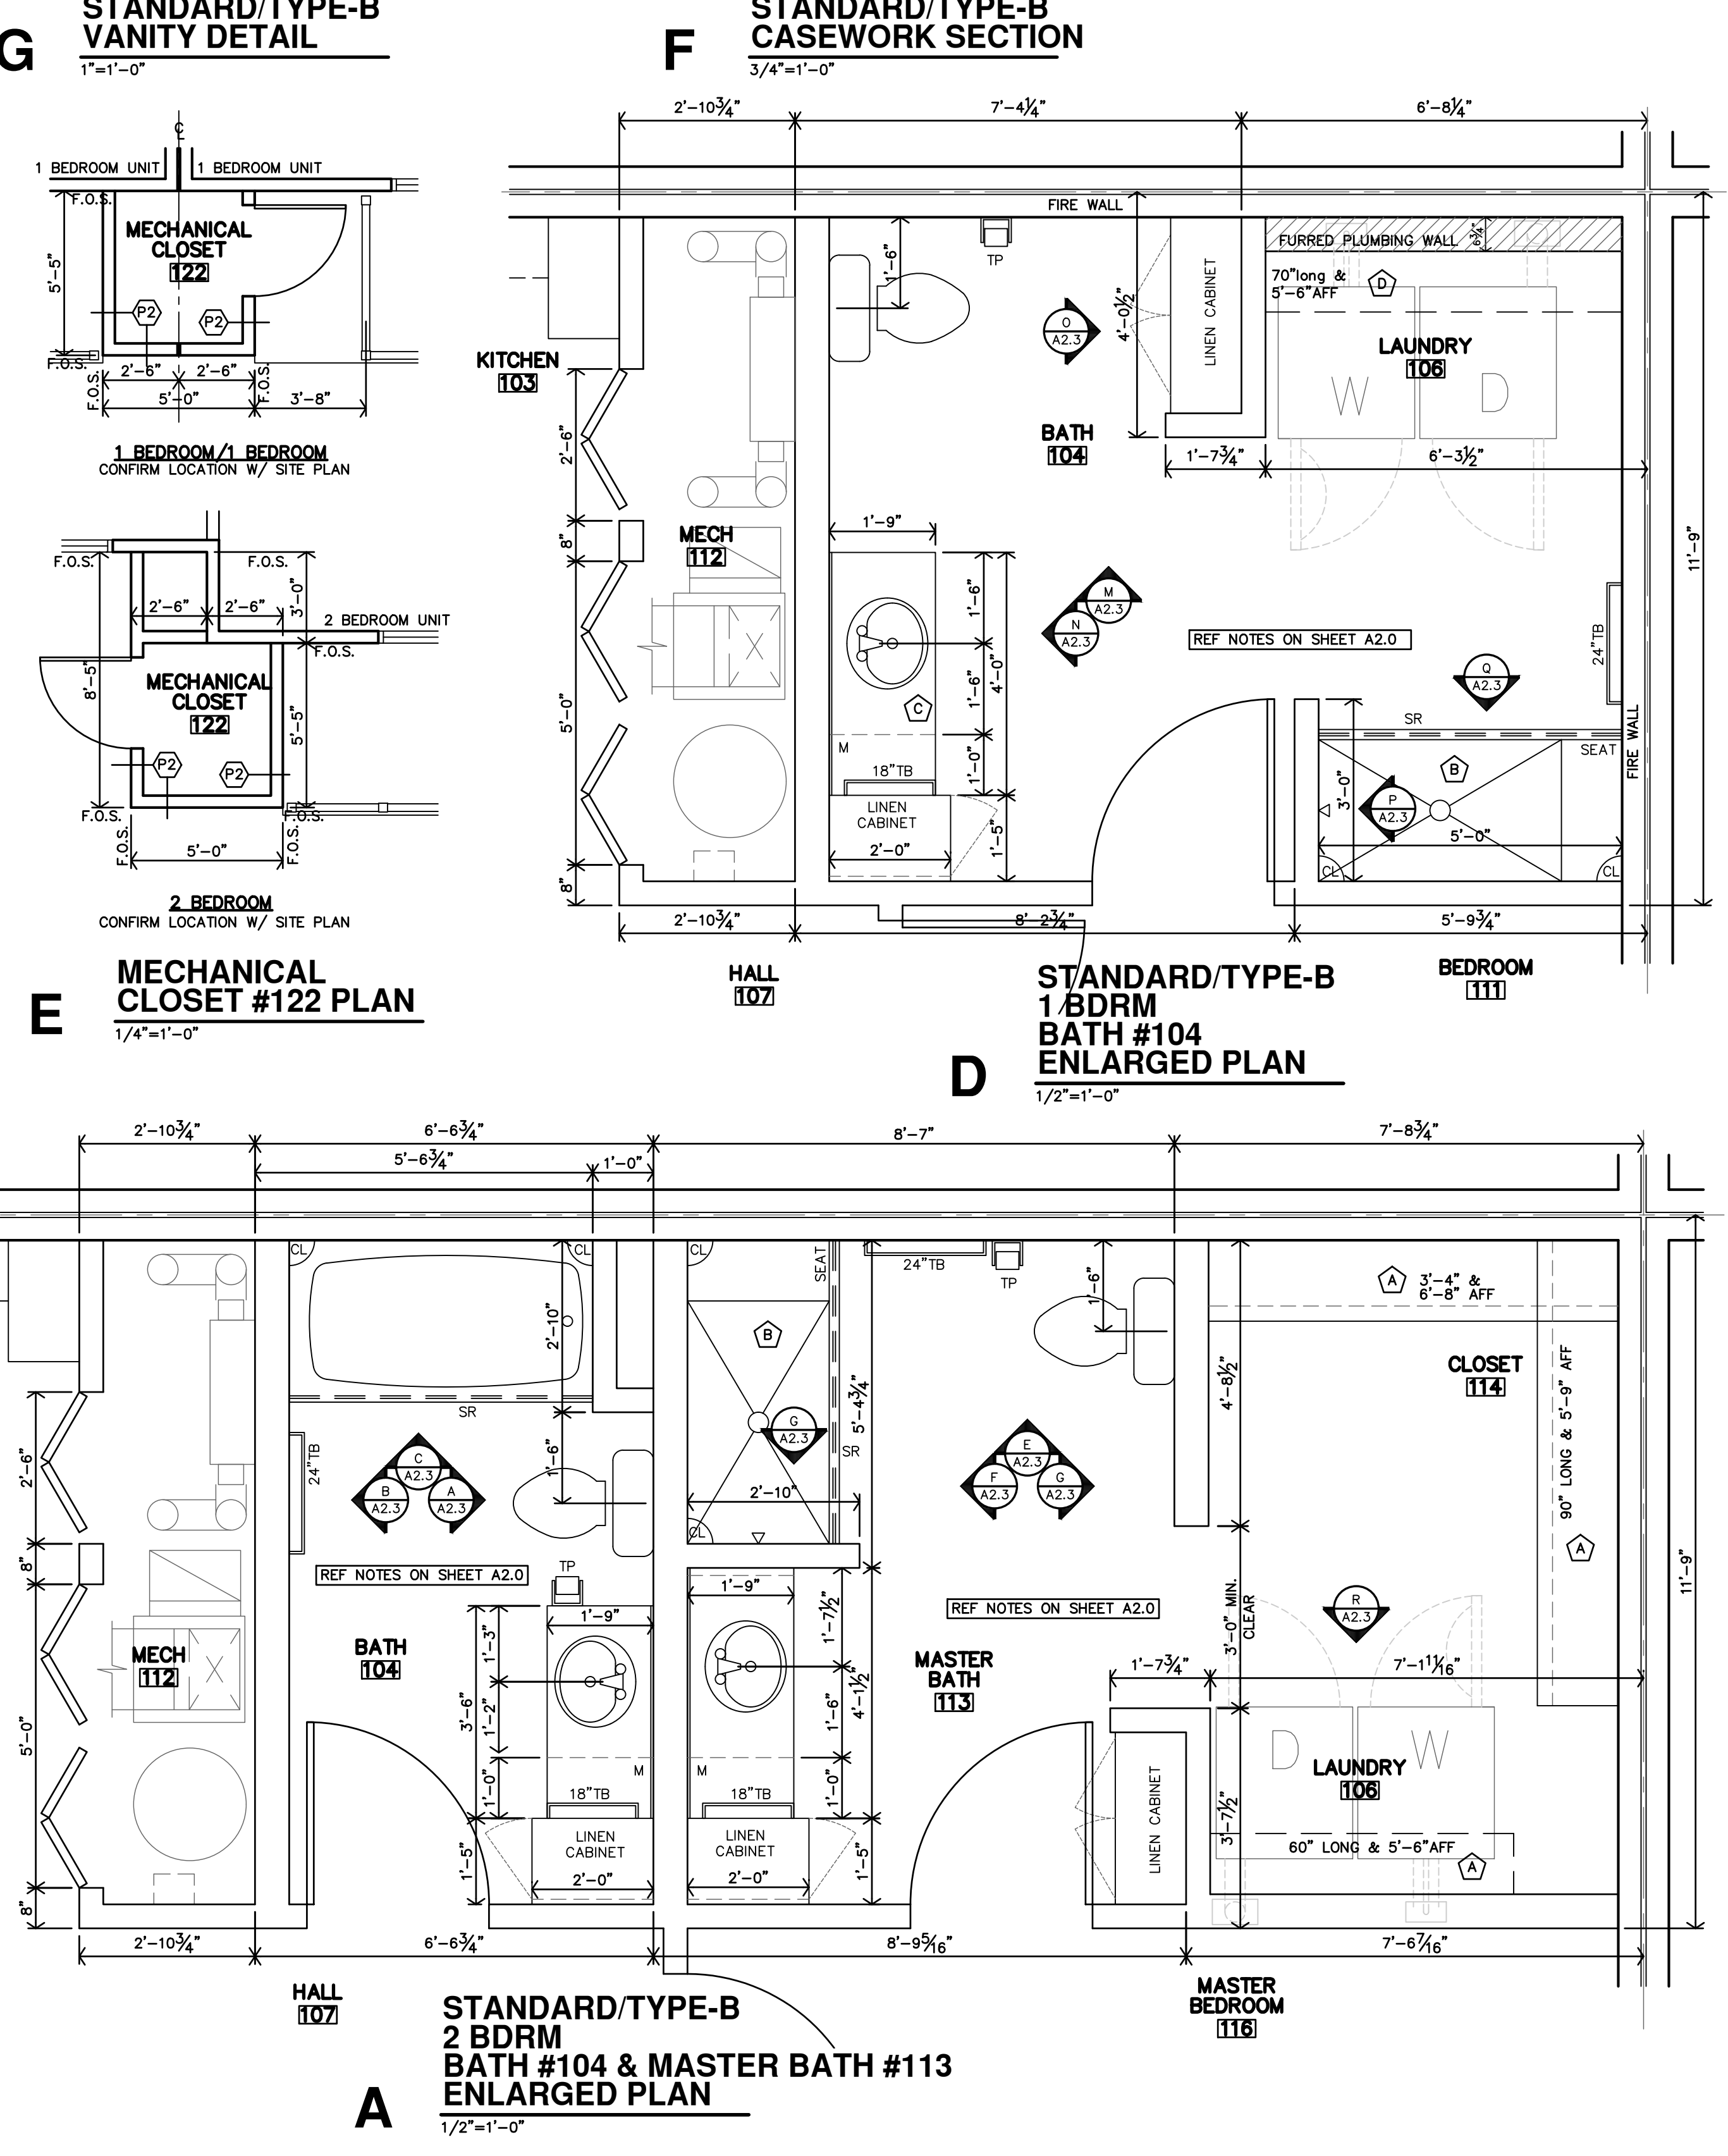 STANDARD/TYPE-B
VANITY DETAIL
G
1"=1'-0"
STANDARD/TYPE-B
CASEWORK SECTION
F
3/4"=1'-0"
℄
1 BEDROOM UNIT
1 BEDROOM UNIT
F.O.S.
MECHANICAL
CLOSET
122
5'-5"
P2
P2
F.O.S.
2'-6"
2'-6"
F.O.S.
F.O.S.
5'-0"
3'-8"
1 BEDROOM/1 BEDROOM
CONFIRM LOCATION W/ SITE PLAN
F.O.S.
F.O.S.
2'-6"
2'-6"
3'-0"
2 BEDROOM UNIT
F.O.S.
8'-5"
MECHANICAL
CLOSET
122
5'-5"
P2
P2
F.O.S.
F.O.S.
F.O.S.
F.O.S.
5'-0"
2 BEDROOM
CONFIRM LOCATION W/ SITE PLAN
MECHANICAL
CLOSET #122 PLAN
E
1/4"=1'-0"
2'-10¾"
7'-4¼"
6'-8¼"
FIRE WALL
FURRED PLUMBING WALL
6¾"
TP
1'-6"
70"long &
5'-6"AFF
D
LINEN CABINET
4'-0½"
O
A2.3
KITCHEN
103
LAUNDRY
106
W
D
BATH
104
2'-6"
1'-7¾"
6'-3½"
1'-9"
8"
MECH
112
11'-9"
1'-6"
M
A2.3
N
A2.3
REF NOTES ON SHEET A2.0
24"TB
1'-6"
4'-0"
Q
A2.3
5'-0"
C
SR
M
SEAT
FIRE WALL
18"TB
1'-0"
B
3'-0"
P
A2.3
LINEN
CABINET
1'-5"
5'-0"
2'-0"
CL
CL
8"
2'-10¾"
8'-2¾"
5'-9¾"
HALL
107
BEDROOM
111
STANDARD/TYPE-B
1 BDRM
BATH #104
ENLARGED PLAN
D
1/2"=1'-0"
2'-10¾"
6'-6¾"
8'-7"
7'-8¾"
5'-6¾"
1'-0"
CL
CL
CL
SEAT
24"TB
TP
1'-6"
A
3'-4" &
6'-8" AFF
2'-10"
B
5'-4¾"
4'-8½"
CLOSET
114
90" LONG & 5'-9" AFF
SR
G
A2.3
SR
2'-6"
24"TB
C
A2.3
B
A2.3
A
A2.3
1'-6"
2'-10"
E
A2.3
F
A2.3
G
A2.3
CL
8"
REF NOTES ON SHEET A2.0
TP
A
11'-9"
1'-9"
1'-9"
REF NOTES ON SHEET A2.0
3'-0" MIN.
CLEAR
R
A2.3
MECH
112
BATH
104
1'-3"
1'-7½"
MASTER
BATH
113
1'-7¾"
7'-1 11/16"
3'-6"
1'-2"
1'-6"
4'-1½"
5'-0"
D
W
M
M
LAUNDRY
106
1'-0"
18"TB
18"TB
1'-0"
LINEN CABINET
3'-7½"
1'-5"
LINEN
CABINET
LINEN
CABINET
1'-5"
60" LONG & 5'-6"AFF
A
2'-0"
2'-0"
8"
2'-10¾"
6'-6¾"
8'-9 5/16"
7'-6 7/16"
HALL
107
MASTER
BEDROOM
116
STANDARD/TYPE-B
2 BDRM
BATH #104 & MASTER BATH #113
ENLARGED PLAN
A
1/2"=1'-0"